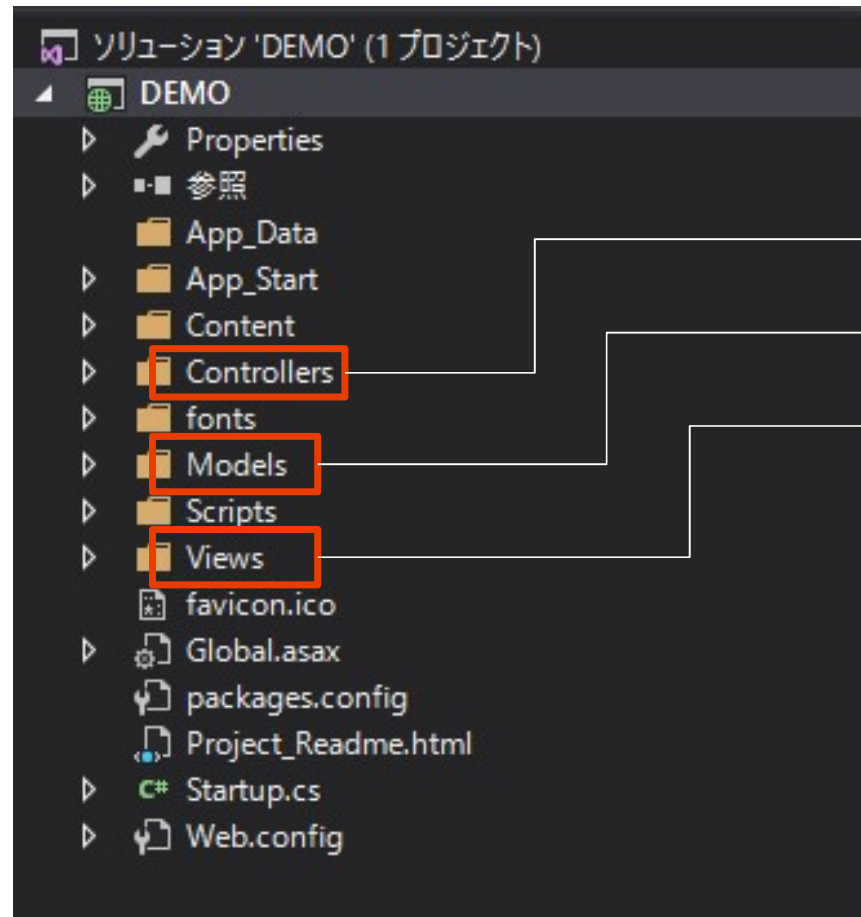 ソリューション 'DEMO' (1 プロジェクト)
DEMO
Properties
参照
App_Data
App_Start
Content
Controllers
fonts
Models
Scripts
Views
favicon.ico
Global.asax
packages.config
Project_Readme.html
C# Startup.cs
Web.config